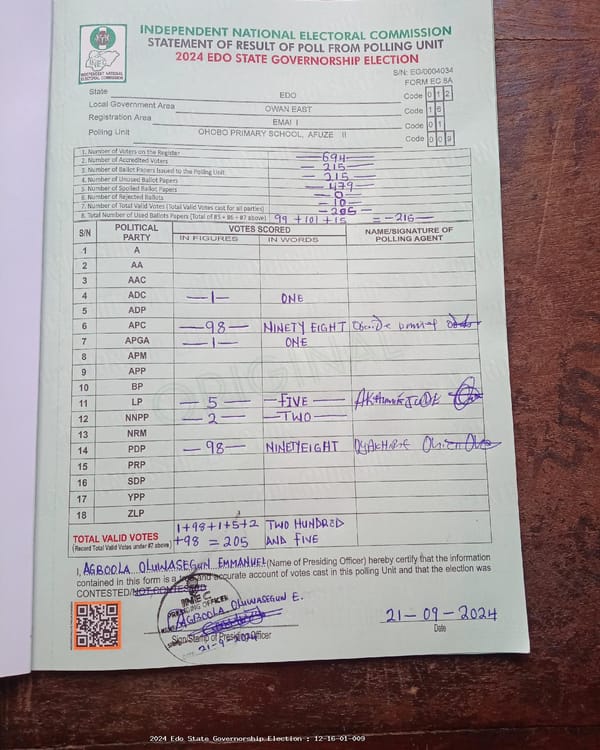 INDEPENDENT NATIONAL ELECTORAL COMMISSION
STATEMENT OF RESULT OF POLL FROM POLLING UNIT
2024 EDO STATE GOVERNORSHIP ELECTION
INEC
INDEPENDENT NATIONAL ELECTORAL COMMISSION
S/N: EG/0004034
FORM EC 8A
State EDO Code 0 1 2
Local Government Area OWAN EAST Code 1 6
Registration Area EMAI I Code 0 1
Polling Unit OHOBO PRIMARY SCHOOL, AFUZE II Code 0 0 9
1. Number of Voters on the Register 694
2. Number of Accredited Voters 215
3. Number of Ballot Papers Issued to the Polling Unit 215
4. Number of Unused Ballot Papers 479
5. Number of Spoiled Ballot Papers 0
6. Number of Rejected Ballots 10
7. Number of Total Valid Votes (Total Valid Votes cast for all parties) 205
8. Total Number of Used Ballots Papers (Total of #5 + #6 + #7 above) 99 + 101 + 15 = -215-
S/N POLITICAL PARTY VOTES SCORED NAME/SIGNATURE OF POLLING AGENT
IN FIGURES IN WORDS
1 A
2 AA
3 AAC
4 ADC -1- ONE
5 ADP
6 APC -98- NINETY EIGHT
7 APGA -1- ONE
8 APM
9 APP
10 BP
11 LP -5- -FIVE-
12 NNPP -2- -TWO-
13 NRM
14 PDP -98- NINETYEIGHT
15 PRP
16 SDP
17 YPP
18 ZLP
ORIGINAL
TOTAL VALID VOTES 1+98+1+5+2 TWO HUNDRED
(Record Total Valid Votes under #7 above) +98 = 205 AND FIVE
I, AGBOOLA OLUWASEGUN EMMANUEL (Name of Presiding Officer) hereby certify that the information
contained in this form is a true and accurate account of votes cast in this polling Unit and that the election was
CONTESTED/NOT CONTESTED
INEC
PRESIDING OFFICER
AGBOOLA OLUWASEGUN E.
21-9-2024
Sign/Stamp of Presiding Officer
21-09-2024
Date
2024 Edo State Governorship Election : 12-16-01-009